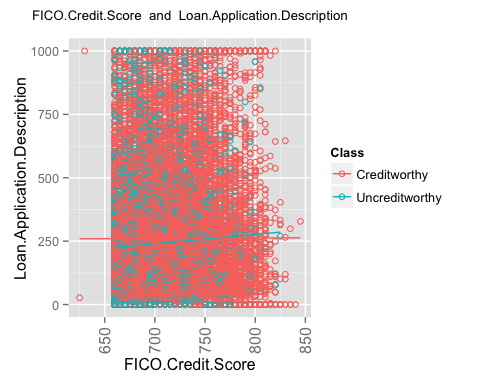 FICO.Credit.Score and Loan.Application.Description
1000
750
500
250
0
Loan.Application.Description
650
700
750
800
850
FICO.Credit.Score
Class
Creditworthy
Uncreditworthy